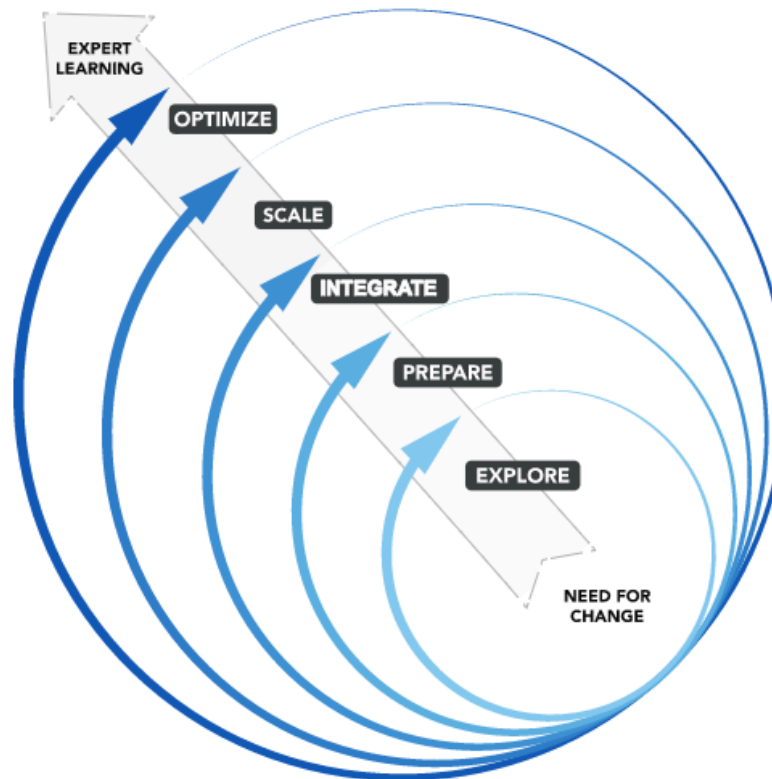 EXPERT
LEARNING
OPTIMIZE
SCALE
INTEGRATE
PREPARE
EXPLORE
NEED FOR
CHANGE